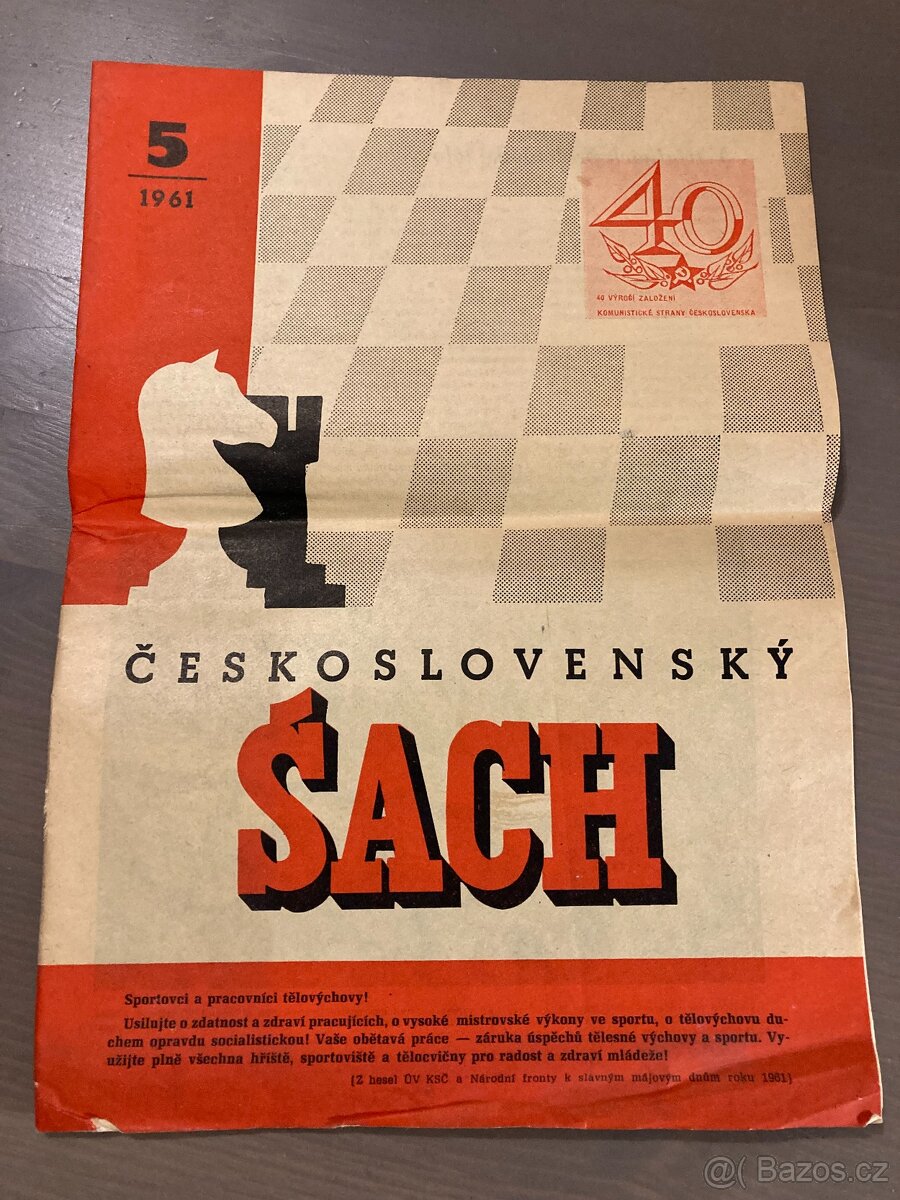 5
1961
40
40 VÝROČÍ ZALOŽENÍ
KOMUNISTICKÉ STRANY ČESKOSLOVENSKA
ČESKOSLOVENSKÝ
ŠACH
Sportovci a pracovníci tělovýchovy!
Usilujte o zdatnost a zdraví pracujících, o vysoké mistrovské výkony ve sportu, o tělovýchovu du-
chem opravdu socialistickou! Vaše obětavá práce — záruka úspěchů tělesné výchovy a sportu. Vy-
užijte plně všechna hřiště, sportoviště a tělocvičny pro radost a zdraví mládeže!
(Z hesel ÚV KSČ a Národní fronty k slavným májovým dnům roku 1961)
@( Bazos.cz